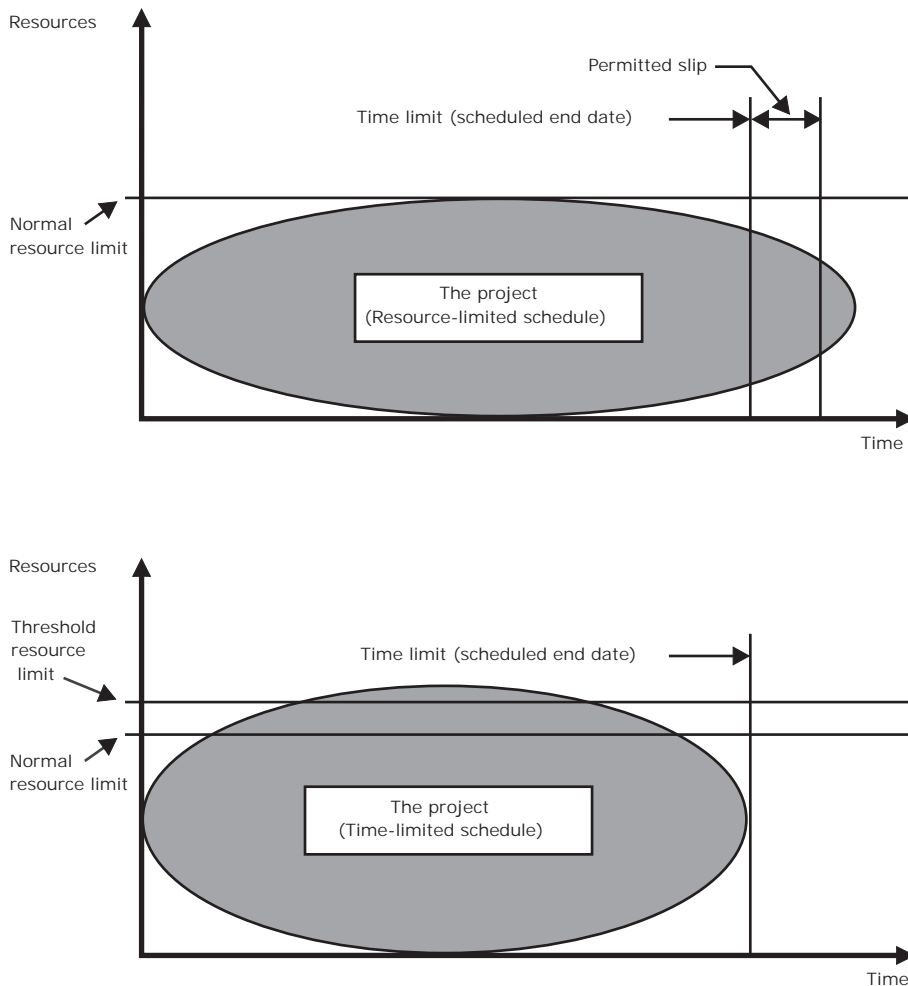 Resources
Permitted slip
Time limit (scheduled end date)
Normal
resource limit
The project
(Resource-limited schedule)
Time
Resources
Threshold
resource
limit
Time limit (scheduled end date)
Normal
resource limit
The project
(Time-limited schedule)
Time